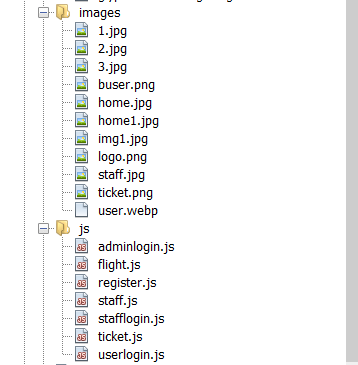 images
1.jpg
2.jpg
3.jpg
buser.png
home.jpg
home1.jpg
img1.jpg
logo.png
staff.jpg
ticket.png
user.webp
js
adminlogin.js
flight.js
register.js
staff.js
stafflogin.js
ticket.js
userlogin.js